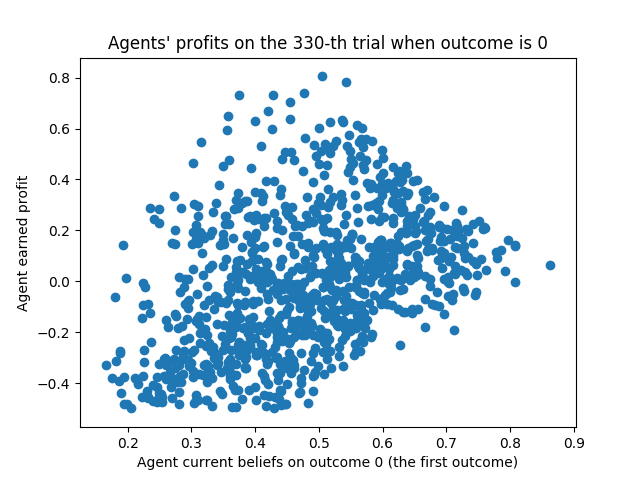 Agents' profits on the 330-th trial when outcome is 0
Agent earned profit
0.8
0.6
0.4
0.2
0.0
−0.2
−0.4
0.2 0.3 0.4 0.5 0.6 0.7 0.8 0.9
Agent current beliefs on outcome 0 (the first outcome)